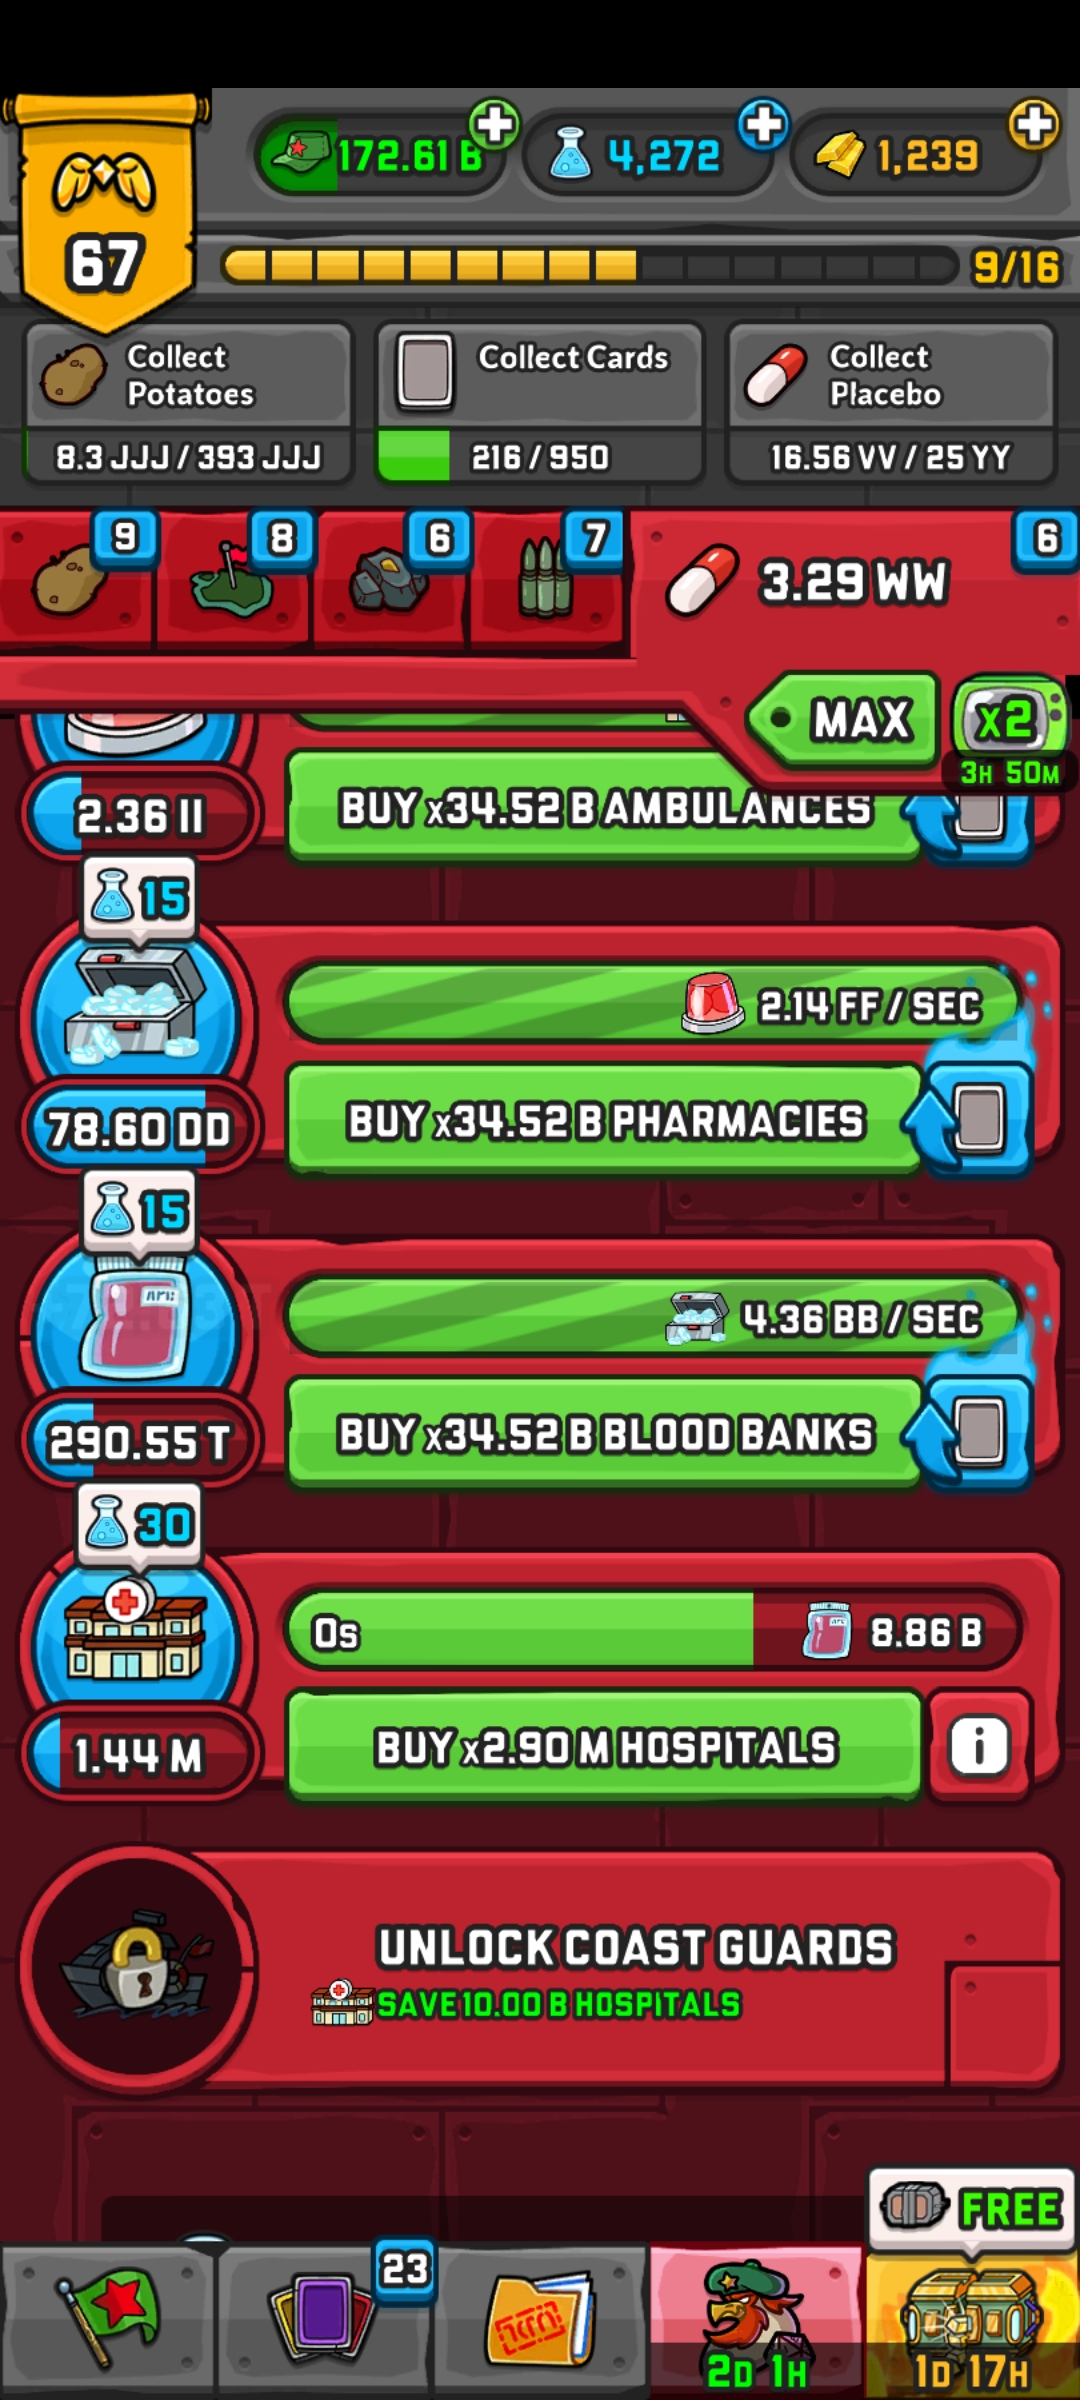 172.61 B
4,272
1,239
67
9/16
Collect
Potatoes
8.3 JJJ / 393 JJJ
Collect Cards
216 / 950
Collect
Placebo
16.56 VV / 25 YY
9
8
6
7
3.29 WW
6
MAX
x2
3H 50M
2.36 II
BUY x34.52 B AMBULANCES
15
2.14 FF / SEC
78.60 DD
BUY x34.52 B PHARMACIES
15
4.36 BB / SEC
290.55 T
BUY x34.52 B BLOOD BANKS
30
0s
8.86 B
1.44 M
BUY x2.90 M HOSPITALS
i
UNLOCK COAST GUARDS
SAVE 10.00 B HOSPITALS
FREE
23
2D 1H
1D 17H